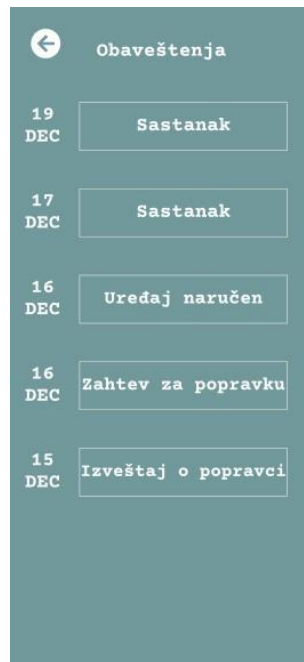 Obaveštenja
19
DEC
Sastanak
17
DEC
Sastanak
16
DEC
Uređaj naručen
16
DEC
Zahtev za popravku
15
DEC
Izveštaj o popravci